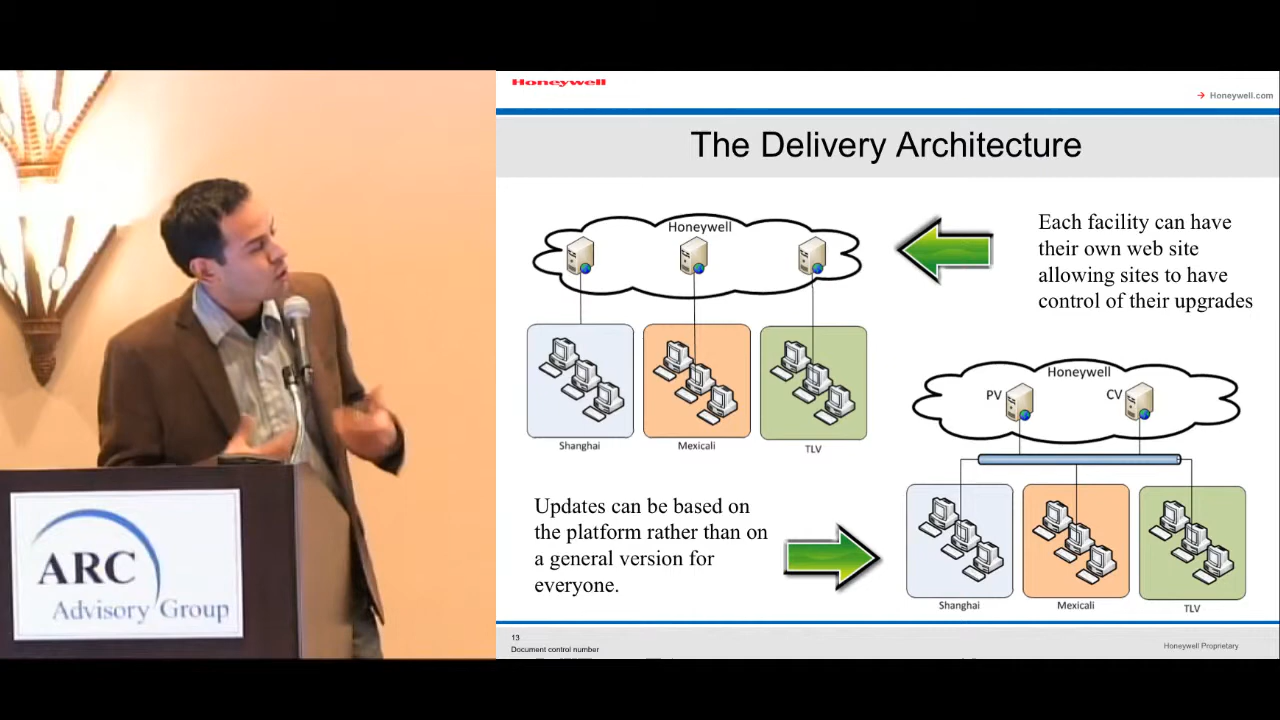 Honeywell
Honeywell.com
The Delivery Architecture
Honeywell
Each facility can have
their own web site
allowing sites to have
control of their upgrades
Shanghai
Mexicali
TLV
Honeywell
PV
CV
Updates can be based on
the platform rather than on
a general version for
everyone.
Shanghai
Mexicali
TLV
13
Document control number
Honeywell Proprietary
ARC
Advisory Group